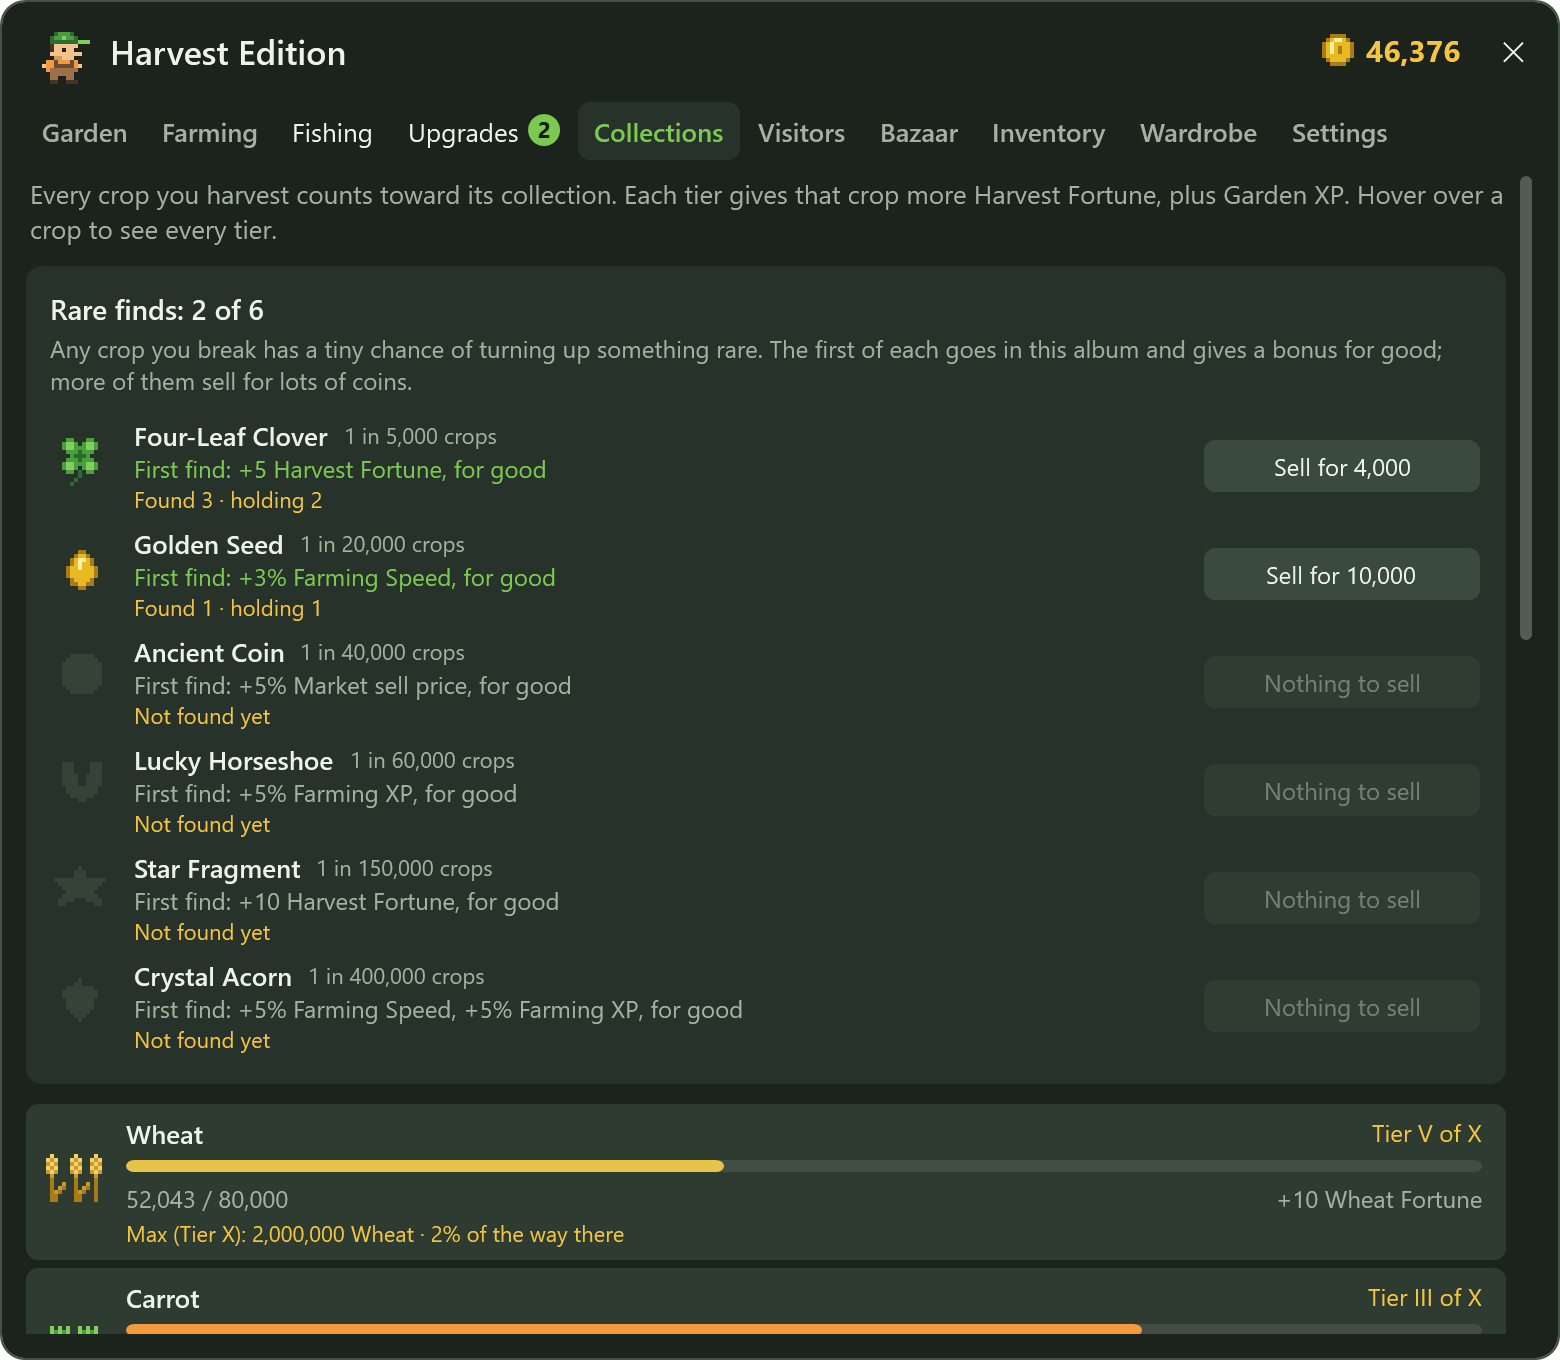 Harvest Edition
46,376
Garden Farming Fishing Upgrades 2 Collections Visitors Bazaar Inventory Wardrobe Settings
Every crop you harvest counts toward its collection. Each tier gives that crop more Harvest Fortune, plus Garden XP. Hover over a
crop to see every tier.
Rare finds: 2 of 6
Any crop you break has a tiny chance of turning up something rare. The first of each goes in this album and gives a bonus for good;
more of them sell for lots of coins.
Four-Leaf Clover 1 in 5,000 crops
First find: +5 Harvest Fortune, for good
Found 3 · holding 2
Sell for 4,000
Golden Seed 1 in 20,000 crops
First find: +3% Farming Speed, for good
Found 1 · holding 1
Sell for 10,000
Ancient Coin 1 in 40,000 crops
First find: +5% Market sell price, for good
Not found yet
Nothing to sell
Lucky Horseshoe 1 in 60,000 crops
First find: +5% Farming XP, for good
Not found yet
Nothing to sell
Star Fragment 1 in 150,000 crops
First find: +10 Harvest Fortune, for good
Not found yet
Nothing to sell
Crystal Acorn 1 in 400,000 crops
First find: +5% Farming Speed, +5% Farming XP, for good
Not found yet
Nothing to sell
Wheat
Tier V of X
52,043 / 80,000
+10 Wheat Fortune
Max (Tier X): 2,000,000 Wheat · 2% of the way there
Carrot
Tier III of X